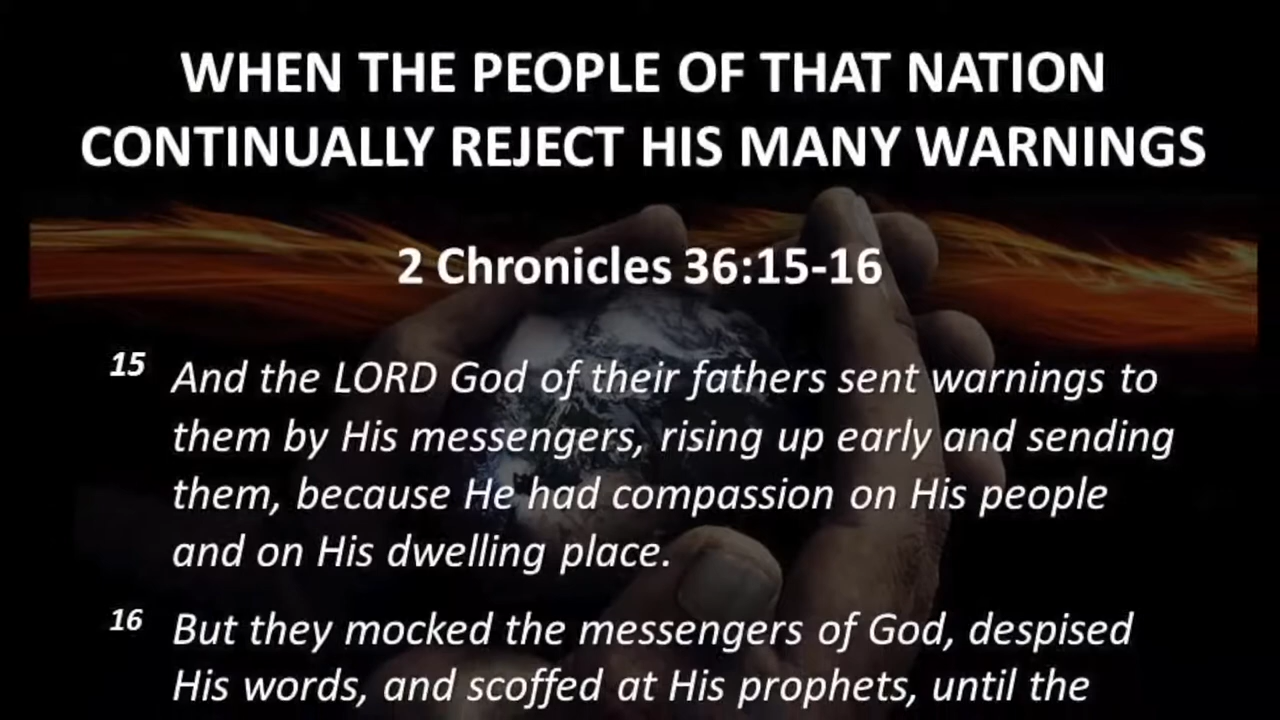 WHEN THE PEOPLE OF THAT NATION
CONTINUALLY REJECT HIS MANY WARNINGS
2 Chronicles 36:15-16
15 And the LORD God of their fathers sent warnings to
them by His messengers, rising up early and sending
them, because He had compassion on His people
and on His dwelling place.
16 But they mocked the messengers of God, despised
His words, and scoffed at His prophets, until the